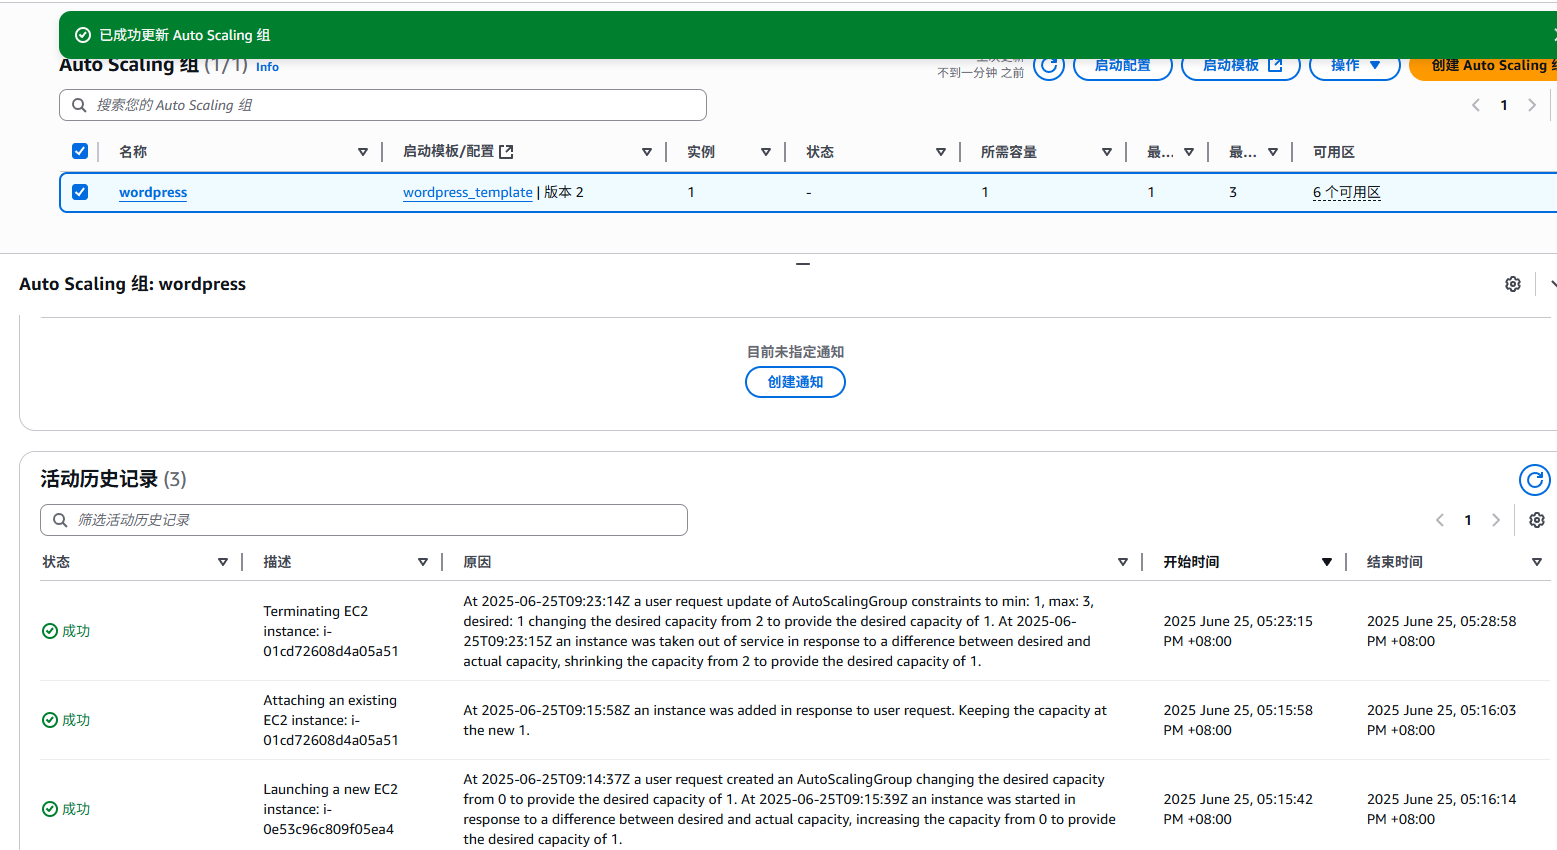 已成功更新 Auto Scaling 组
Auto Scaling 组 (1/1) Info
不到一分钟 之前
启动配置
启动模板
操作
创建 Auto Scaling
搜索您的 Auto Scaling 组
1
名称 启动模板/配置 实例 状态 所需容量 最... 最... 可用区
wordpress wordpress_template | 版本 2 1 - 1 1 3 6 个可用区
Auto Scaling 组: wordpress
目前未指定通知
创建通知
活动历史记录 (3)
筛选活动历史记录
1
状态 描述 原因 开始时间 结束时间
成功
Terminating EC2
instance: i-
01cd72608d4a05a51
At 2025-06-25T09:23:14Z a user request update of AutoScalingGroup constraints to min: 1, max: 3,
desired: 1 changing the desired capacity from 2 to provide the desired capacity of 1. At 2025-06-
25T09:23:15Z an instance was taken out of service in response to a difference between desired and
actual capacity, shrinking the capacity from 2 to provide the desired capacity of 1.
2025 June 25, 05:23:15
PM +08:00
2025 June 25, 05:28:58
PM +08:00
成功
Attaching an existing
EC2 instance: i-
01cd72608d4a05a51
At 2025-06-25T09:15:58Z an instance was added in response to user request. Keeping the capacity at
the new 1.
2025 June 25, 05:15:58
PM +08:00
2025 June 25, 05:16:03
PM +08:00
成功
Launching a new EC2
instance: i-
0e53c96c809f05ea4
At 2025-06-25T09:14:37Z a user request created an AutoScalingGroup changing the desired capacity
from 0 to provide the desired capacity of 1. At 2025-06-25T09:15:39Z an instance was started in
response to a difference between desired and actual capacity, increasing the capacity from 0 to provide
the desired capacity of 1.
2025 June 25, 05:15:42
PM +08:00
2025 June 25, 05:16:14
PM +08:00